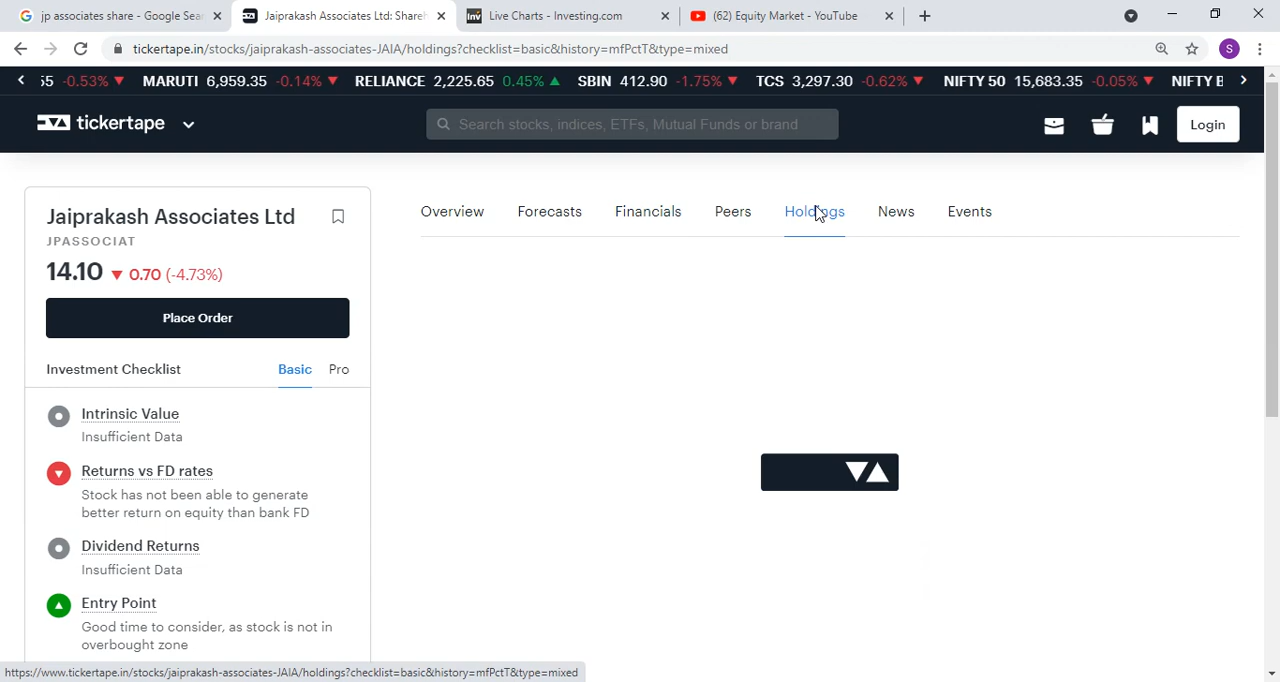 jp associates share - Google Sea
Jaiprakash Associates Ltd: Shareh
Live Charts - Investing.com
(62) Equity Market - YouTube
tickertape.in/stocks/jaiprakash-associates-JAIA/holdings?checklist=basic&history=mfPctT&type=mixed
S
55 -0.53% MARUTI 6,959.35 -0.14% RELIANCE 2,225.65 0.45% SBIN 412.90 -1.75% TCS 3,297.30 -0.62% NIFTY 50 15,683.35 -0.05% NIFTY B
tickertape
Search stocks, indices, ETFs, Mutual Funds or brand
Login
Jaiprakash Associates Ltd
JPASSOCIAT
14.10 0.70 (-4.73%)
Place Order
Investment Checklist Basic Pro
Intrinsic Value
Insufficient Data
Returns vs FD rates
Stock has not been able to generate
better return on equity than bank FD
Dividend Returns
Insufficient Data
Entry Point
Good time to consider, as stock is not in
overbought zone
Overview Forecasts Financials Peers Holdings News Events
https://www.tickertape.in/stocks/jaiprakash-associates-JAIA/holdings?checklist=basic&history=mfPctT&type=mixed